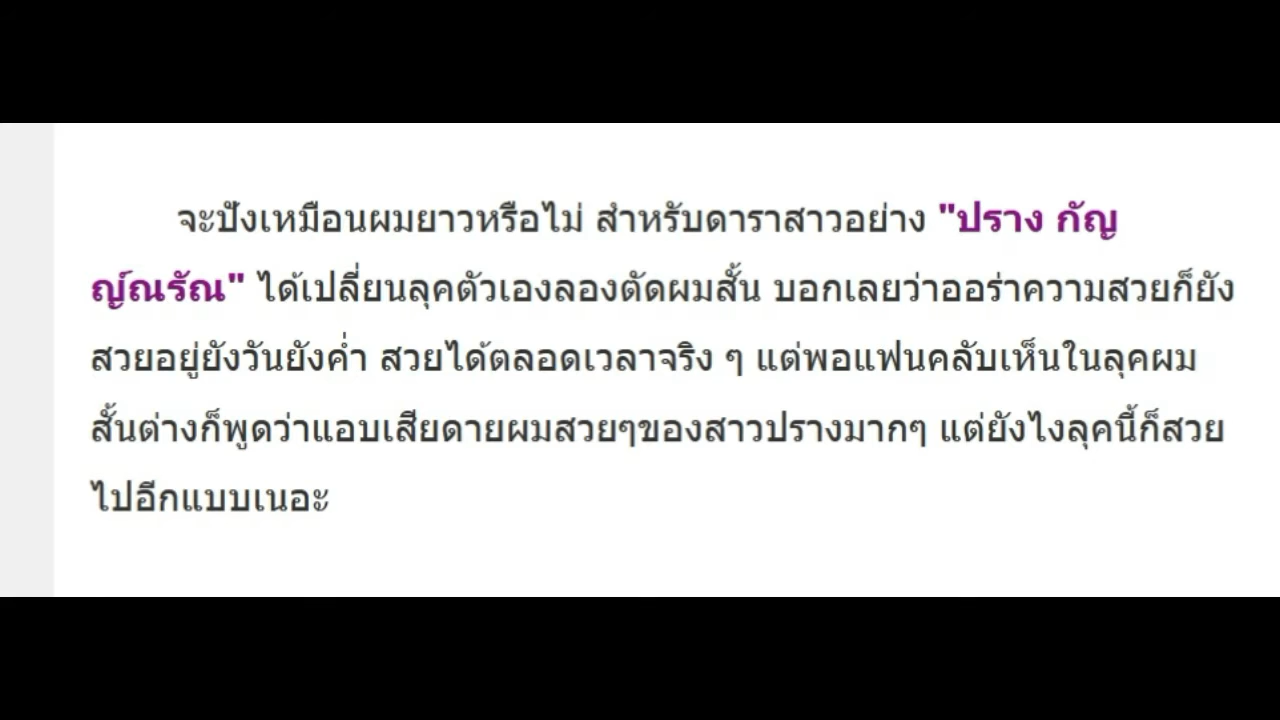 จะปังเหมือนผมยาวหรือไม่ สำหรับดาราสาวอย่าง "ปราง กัญ
ญ์ณรัณ" ได้เปลี่ยนลุคตัวเองลองตัดผมสั้น บอกเลยว่าออร่าความสวยก็ยัง
สวยอยู่ยังวันยังค่ำ สวยได้ตลอดเวลาจริง ๆ แต่พอแฟนคลับเห็นในลุคผม
สั้นต่างก็พูดว่าแอบเสียดายผมสวยๆของสาวปรางมากๆ แต่ยังไงลุคนี้ก็สวย
ไปอีกแบบเนอะ